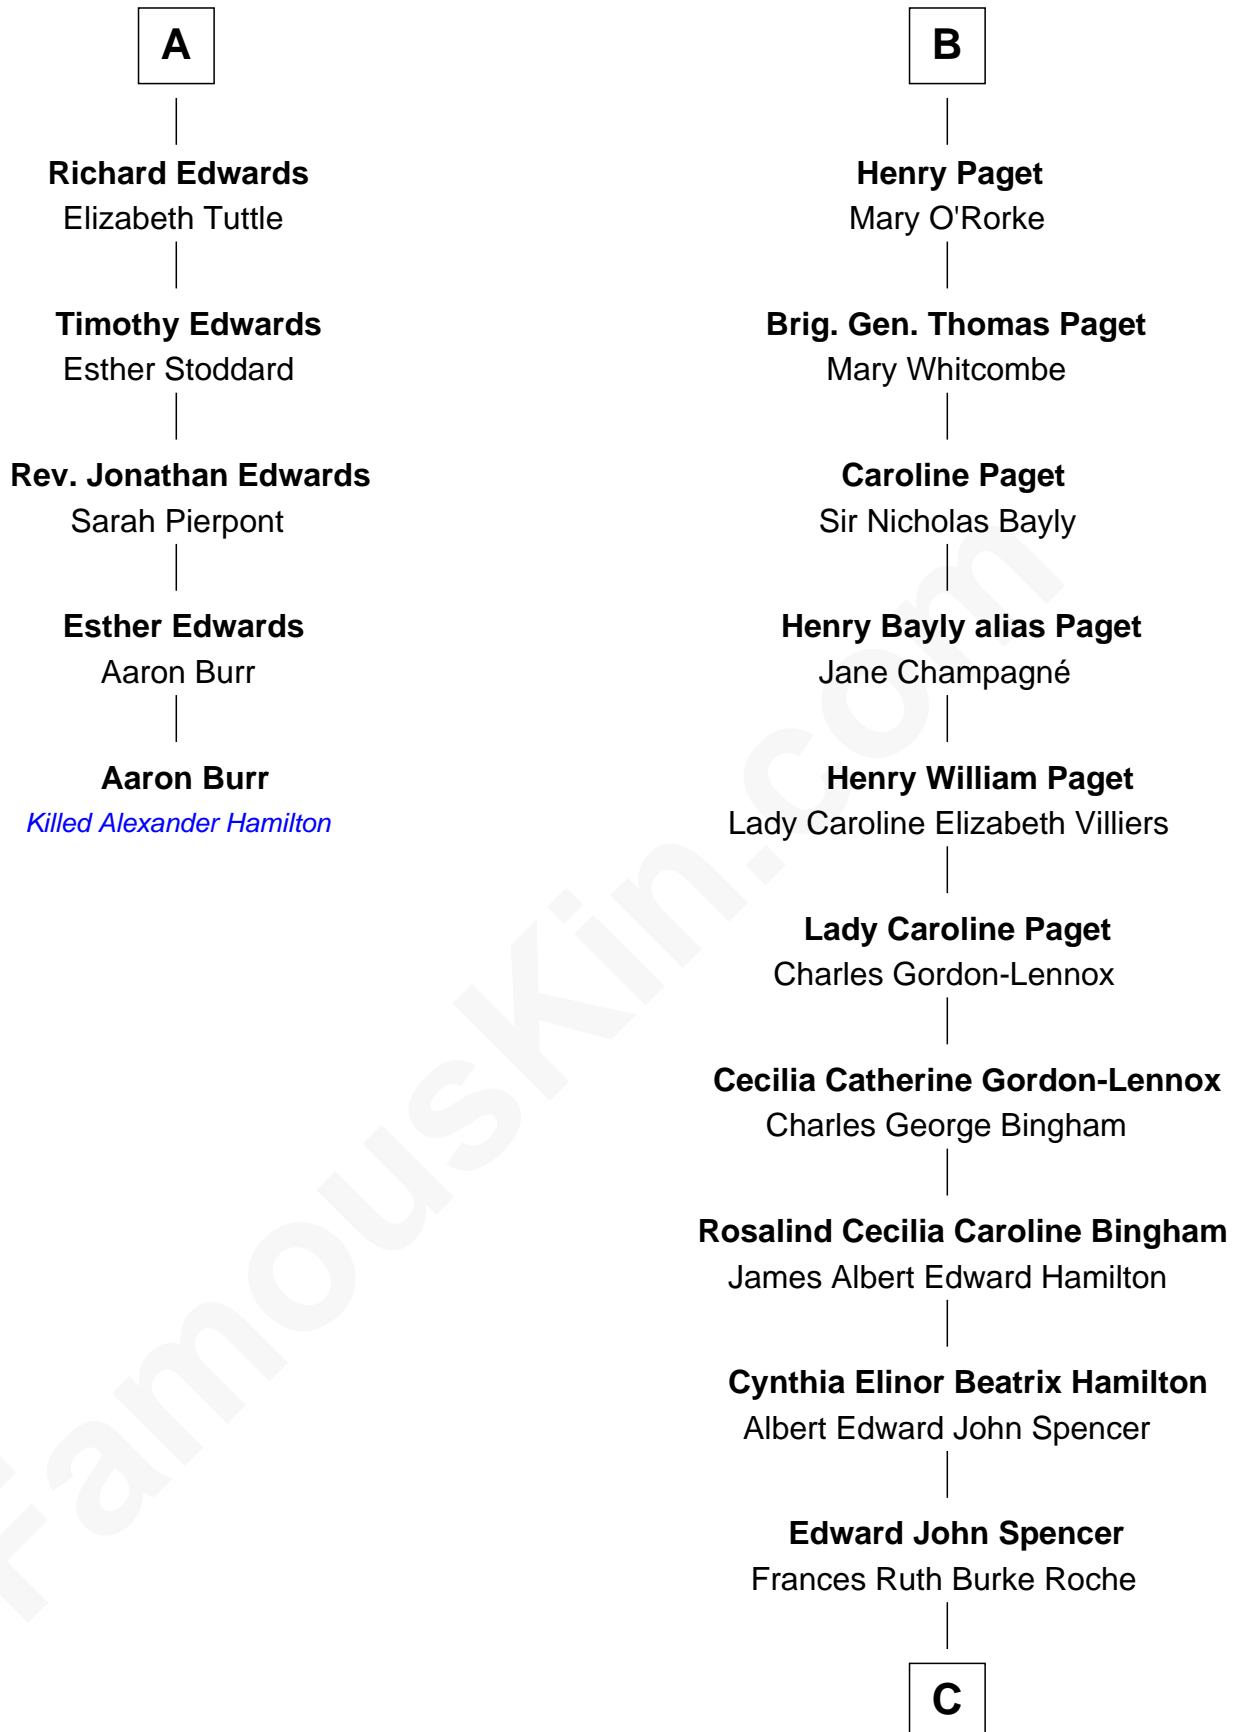 A
Richard Edwards
Elizabeth Tuttle
Timothy Edwards
Esther Stoddard
Rev. Jonathan Edwards
Sarah Pierpont
Esther Edwards
Aaron Burr
Aaron Burr
Killed Alexander Hamilton
B
Henry Paget
Mary O'Rorke
Brig. Gen. Thomas Paget
Mary Whitcombe
Caroline Paget
Sir Nicholas Bayly
Henry Bayly alias Paget
Jane Champagné
Henry William Paget
Lady Caroline Elizabeth Villiers
Lady Caroline Paget
Charles Gordon-Lennox
Cecilia Catherine Gordon-Lennox
Charles George Bingham
Rosalind Cecilia Caroline Bingham
James Albert Edward Hamilton
Cynthia Elinor Beatrix Hamilton
Albert Edward John Spencer
Edward John Spencer
Frances Ruth Burke Roche
C
FamousKin.com